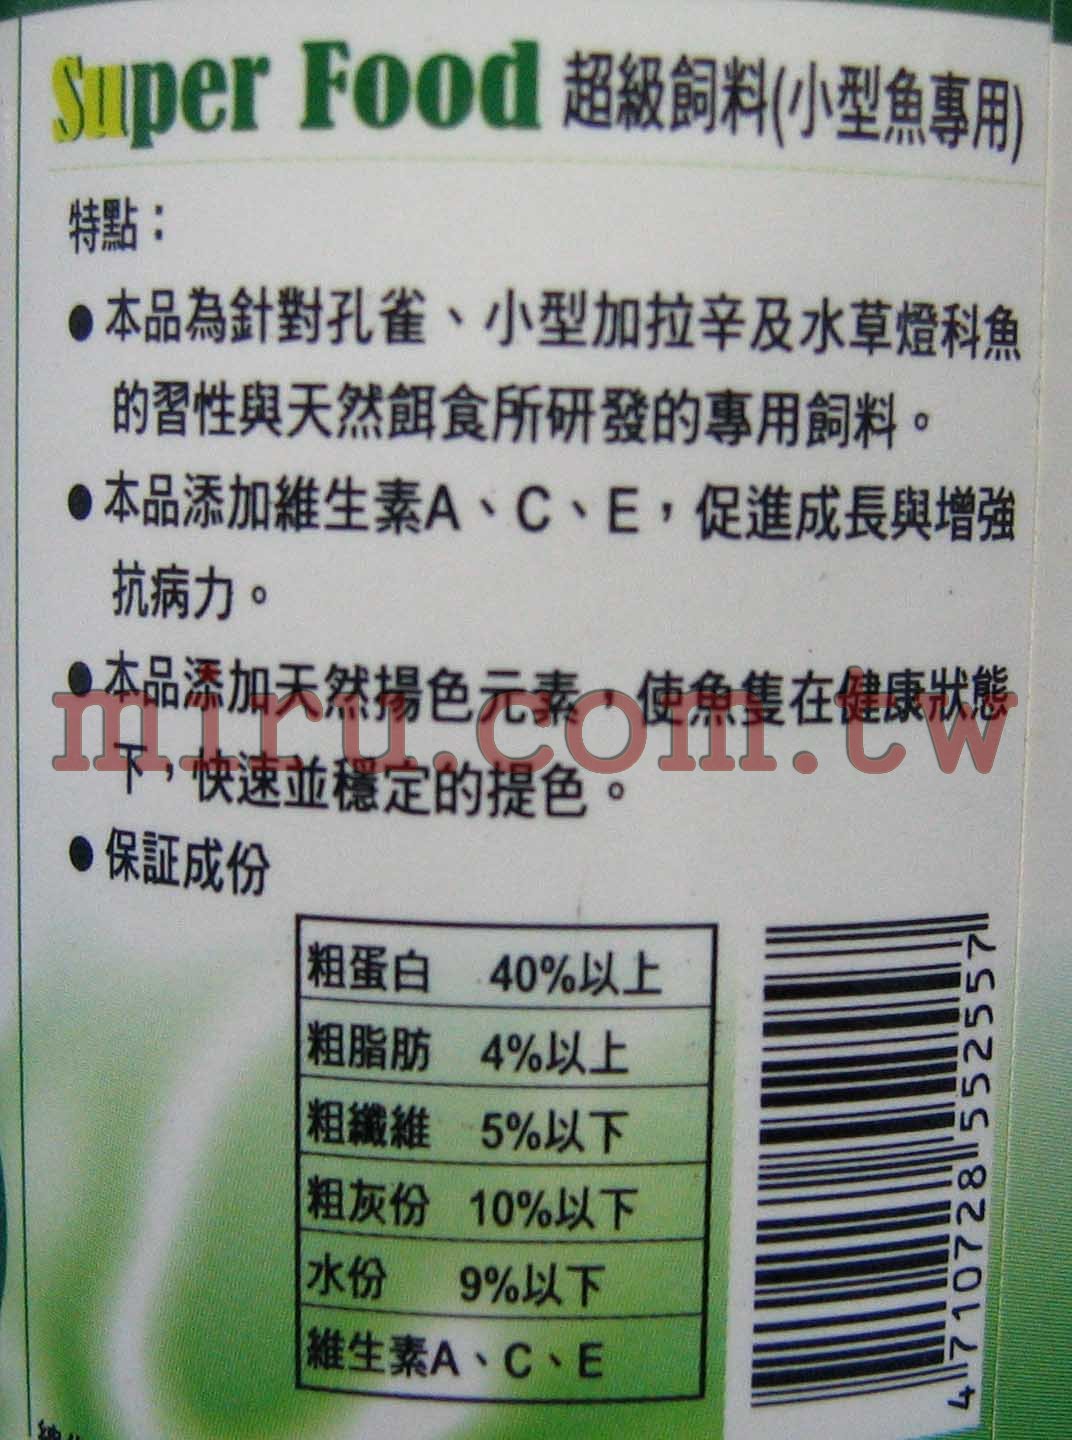 Super Food 超級飼料(小型魚專用)
特點：
●本品為針對孔雀、小型加拉辛及水草燈科魚
的習性與天然餌食所研發的專用飼料。
●本品添加維生素A、C、E，促進成長與增強
抗病力。
●本品添加天然揚色元素，使魚隻在健康狀態
下，快速並穩定的提色。
miru.com.tw
●保証成份
粗蛋白 40%以上
粗脂肪 4%以上
粗纖維 5%以下
粗灰份 10%以下
水份 9%以下
維生素A、C、E
4 710728 552557